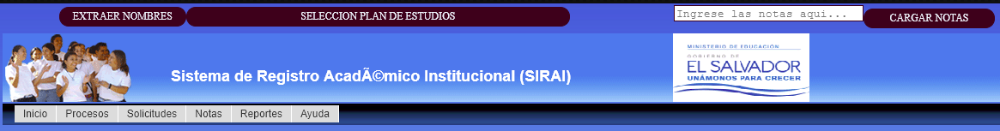 EXTRAER NOMBRES
SELECCION PLAN DE ESTUDIOS
Ingrese las notas aqui...
CARGAR NOTAS
MINISTERIO DE EDUCACIÓN
GOBIERNO DE
EL SALVADOR
UNÁMONOS PARA CRECER
Sistema de Registro AcadÃ©mico Institucional (SIRAI)
Inicio
Procesos
Solicitudes
Notas
Reportes
Ayuda